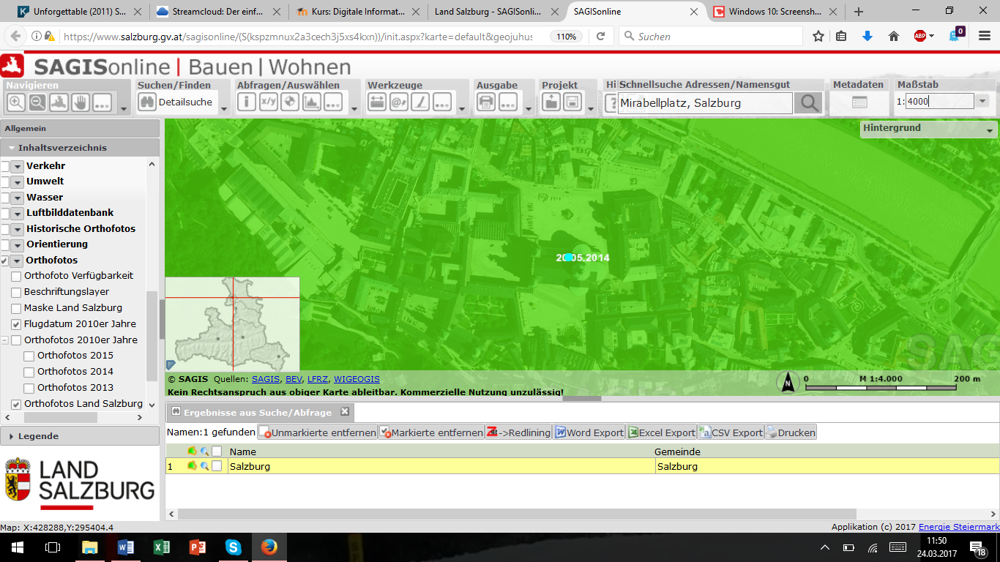 Unforgettable (2011) S...
Streamcloud: Der einf...
Kurs: Digitale Informat...
Land Salzburg - SAGISonli...
SAGISonline
Windows 10: Screensh...
https://www.salzburg.gv.at/sagisonline/(S(kspzmnux2a3cech3j5xs4kxn))/init.aspx?karte=default&geojuhus
110%
Suchen
ABP
0
SAGISonline | Bauen | Wohnen
Navigieren
Suchen/Finden
Abfragen/Auswählen
Werkzeuge
Ausgabe
Projekt
Hi
Schnellsuche Adressen/Namensgut
Metadaten
Maßstab
Detailsuche
x/y
Mirabellplatz, Salzburg
1: 4000
Allgemein
Inhaltsverzeichnis
Verkehr
Umwelt
Wasser
Luftbilddatenbank
Historische Orthofotos
Orientierung
Orthofotos
Orthofoto Verfügbarkeit
Beschriftungslayer
Maske Land Salzburg
Flugdatum 2010er Jahre
Orthofotos 2010er Jahre
Orthofotos 2015
Orthofotos 2014
Orthofotos 2013
Orthofotos Land Salzburg
Legende
LAND
SALZBURG
Hintergrund
20.05.2014
SAG
© SAGIS Quellen: SAGIS, BEV, LFRZ, WIGEOGIS
Kein Rechtsanspruch aus obiger Karte ableitbar. Kommerzielle Nutzung unzulässig!
N
0 M 1:4.000 200 m
Ergebnisse aus Suche/Abfrage
Namen:1 gefunden
Unmarkierte entfernen
Markierte entfernen
->Redlining
Word Export
Excel Export
CSV Export
Drucken
Name Gemeinde
1 Salzburg Salzburg
Map: X:428288,Y:295404.4
Applikation (c) 2017 Energie Steiermark
11:50
24.03.2017
18